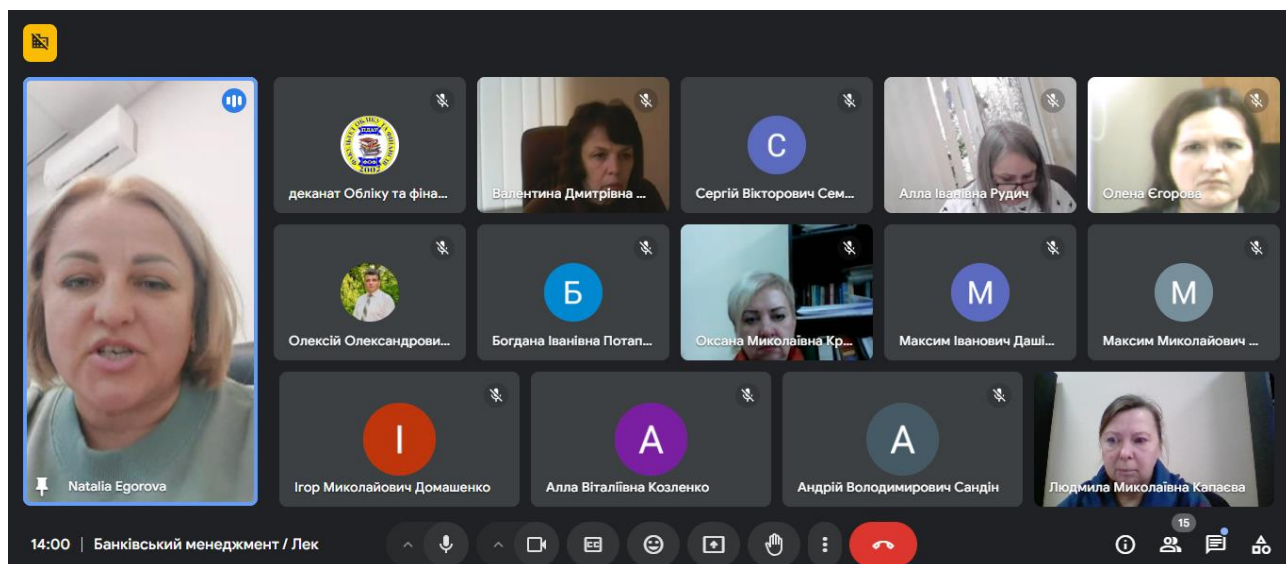 деканат Обліку та фіна...
Валентина Дмитрівна ...
Сергій Вікторович Сем...
С
Алла Іванівна Рудич
Олена Єгорова
Natalia Egorova
Олексій Олександрови...
Б
Богдана Іванівна Потап...
Оксана Миколаївна Кр...
М
Максим Іванович Даші...
М
Максим Миколайович ...
І
Ігор Миколайович Домашенко
А
Алла Віталіївна Козленко
А
Андрій Володимирович Сандін
Людмила Миколаївна Капаєва
14:00 | Банківський менеджмент / Лек
15